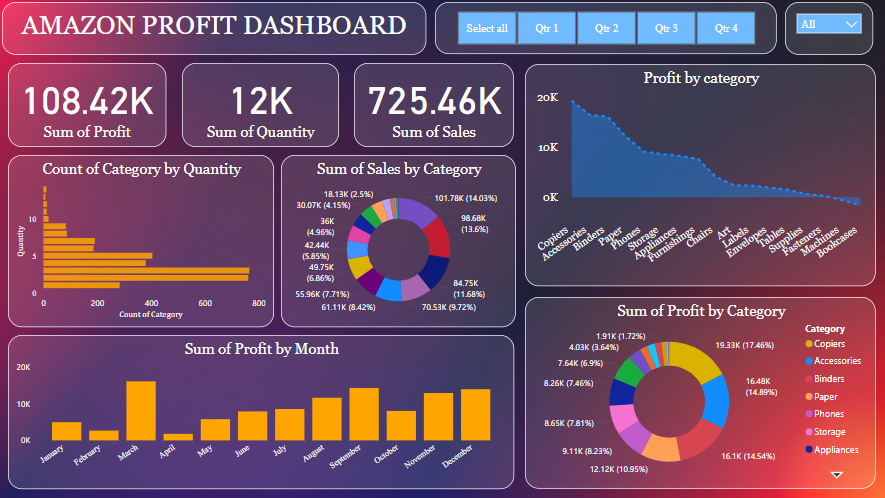 AMAZON PROFIT DASHBOARD
Select all
Qtr 1
Qtr 2
Qtr 3
Qtr 4
All
108.42K
Sum of Profit
12K
Sum of Quantity
725.46K
Sum of Sales
Profit by category
20K
10K
0K
Copiers
Accessories
Binders
Paper
Phones
Storage
Appliances
Furnishings
Chairs
Art
Labels
Envelopes
Tables
Supplies
Fasteners
Machines
Bookcases
Count of Category by Quantity
Quantity
10
5
0
0
200
400
600
800
Count of Category
Sum of Sales by Category
101.78K (14.03%)
98.68K
(13.6%)
84.75K
(11.68%)
70.53K (9.72%)
61.11K (8.42%)
55.96K (7.71%)
49.75K
(6.86%)
42.44K
(5.85%)
36K
(4.96%)
30.07K (4.15%)
18.13K (2.5%)
Sum of Profit by Month
20K
10K
0K
January
February
March
April
May
June
July
August
September
October
November
December
Sum of Profit by Category
19.33K (17.46%)
16.48K
(14.89%)
16.1K (14.54%)
12.12K (10.95%)
9.11K (8.23%)
8.65K (7.81%)
8.26K (7.46%)
7.64K (6.9%)
4.03K (3.64%)
1.91K (1.72%)
Category
Copiers
Accessories
Binders
Paper
Phones
Storage
Appliances